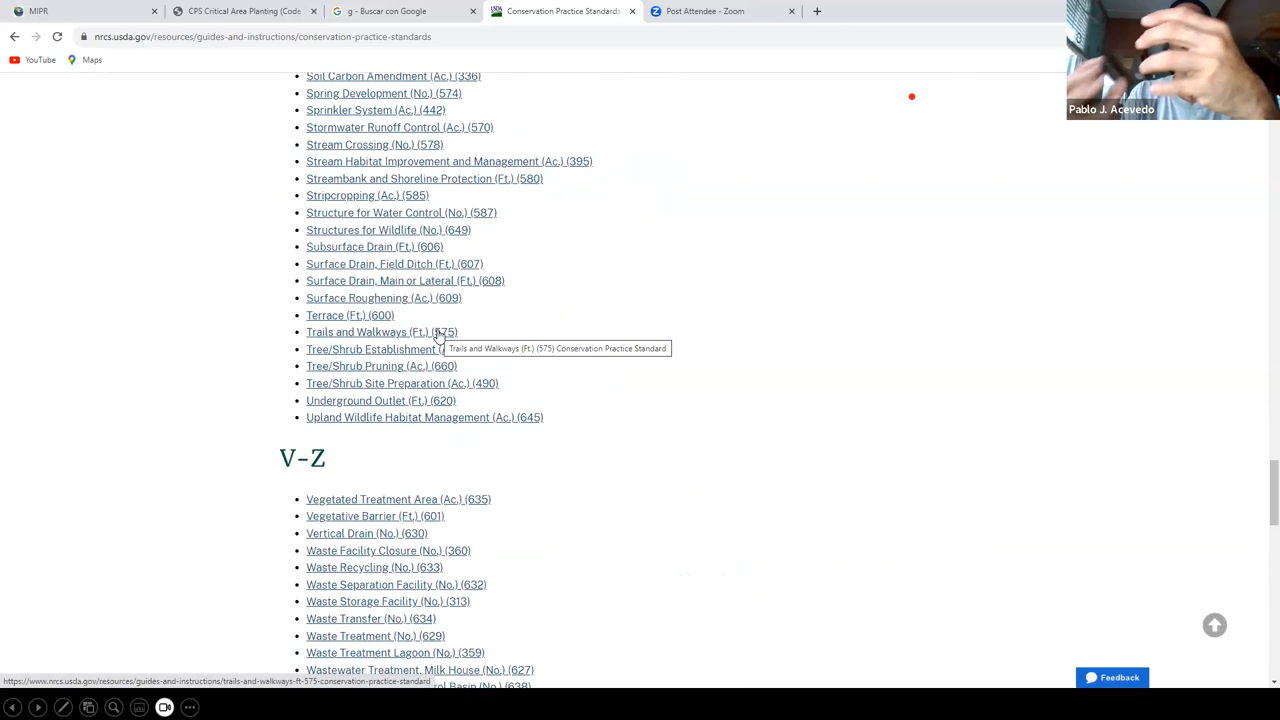 MIPR
CPS Critical Area Planting (Code
g - Buscar con Google
Conservation Practice Standards
Post Attendee - Zoom
nrcs.usda.gov/resources/guides-and-instructions/conservation-practice-standards
YouTube
Maps
Pablo J. Acevedo
Soil Carbon Amendment (Ac.) (336)
Spring Development (No.) (574)
Sprinkler System (Ac.) (442)
Stormwater Runoff Control (Ac.) (570)
Stream Crossing (No.) (578)
Stream Habitat Improvement and Management (Ac.) (395)
Streambank and Shoreline Protection (Ft.) (580)
Stripcropping (Ac.) (585)
Structure for Water Control (No.) (587)
Structures for Wildlife (No.) (649)
Subsurface Drain (Ft.) (606)
Surface Drain, Field Ditch (Ft.) (607)
Surface Drain, Main or Lateral (Ft.) (608)
Surface Roughening (Ac.) (609)
Terrace (Ft.) (600)
Trails and Walkways (Ft.) (575)
Trails and Walkways (Ft.) (575) Conservation Practice Standard
Tree/Shrub Establishment
Tree/Shrub Pruning (Ac.) (660)
Tree/Shrub Site Preparation (Ac.) (490)
Underground Outlet (Ft.) (620)
Upland Wildlife Habitat Management (Ac.) (645)
V–Z
Vegetated Treatment Area (Ac.) (635)
Vegetative Barrier (Ft.) (601)
Vertical Drain (No.) (630)
Waste Facility Closure (No.) (360)
Waste Recycling (No.) (633)
Waste Separation Facility (No.) (632)
Waste Storage Facility (No.) (313)
Waste Transfer (No.) (634)
Waste Treatment (No.) (629)
Waste Treatment Lagoon (No.) (359)
Wastewater Treatment, Milk House (No.) (627)
Basin (No.) (638)
https://www.nrcs.usda.gov/resources/guides-and-instructions/trails-and-walkways-ft-575-conservation-practice-standard
Feedback